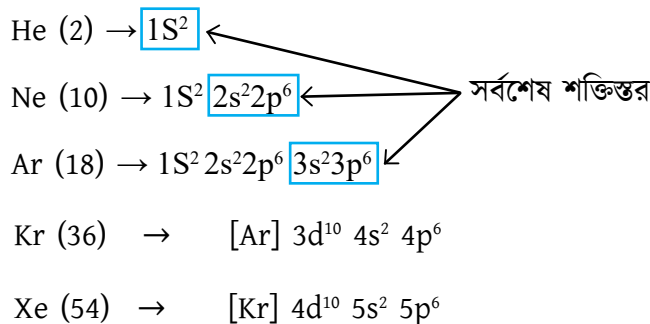 He (2) → 1S²
Ne (10) → 1S² 2s²2p⁶
সর্বশেষ শক্তিস্তর
Ar (18) → 1S² 2s²2p⁶ 3s²3p⁶
Kr (36) → [Ar] 3d¹⁰ 4s² 4p⁶
Xe (54) → [Kr] 4d¹⁰ 5s² 5p⁶